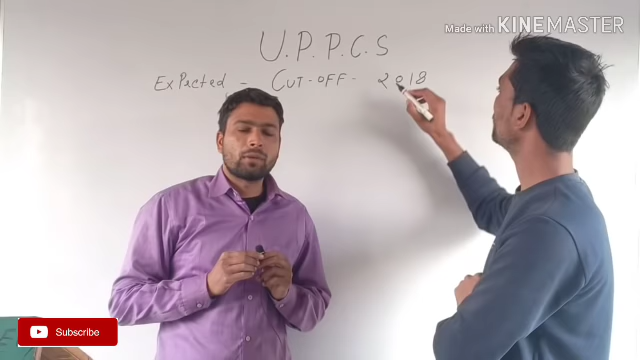 Made with KINEMASTER
U.P.P.C.S
Expected - CUT-OFF - 2018
Subscribe